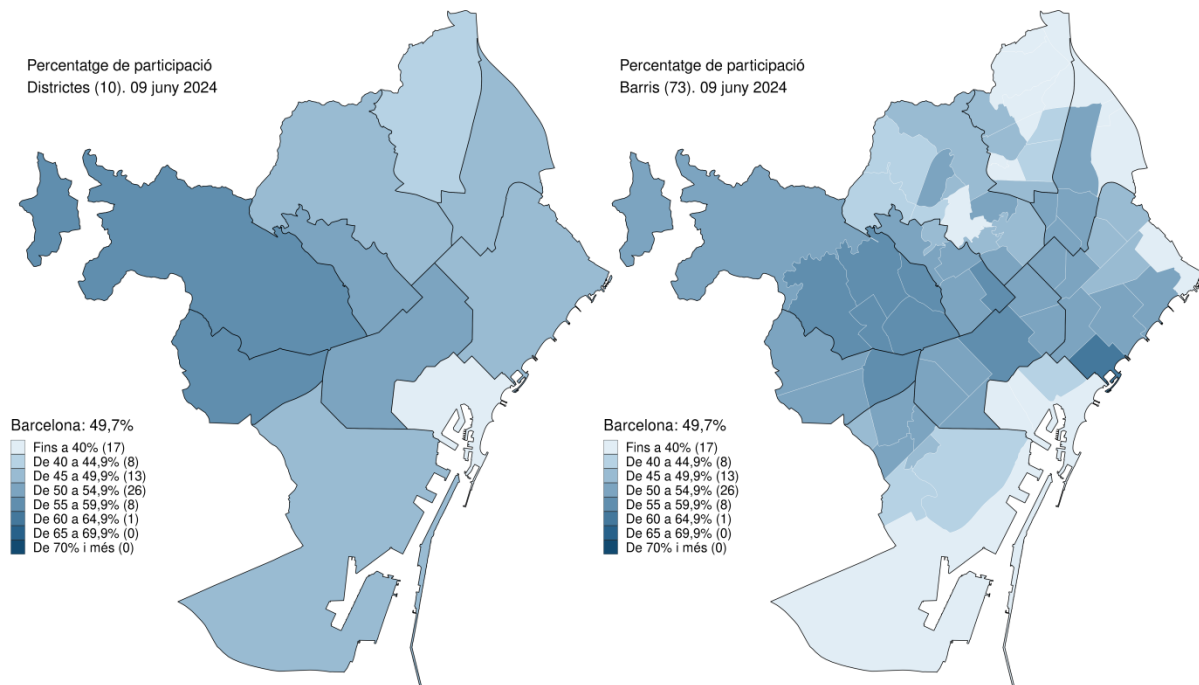 Percentatge de participació
Districtes (10). 09 juny 2024
Barcelona: 49,7%
Fins a 40% (17)
De 40 a 44,9% (8)
De 45 a 49,9% (13)
De 50 a 54,9% (26)
De 55 a 59,9% (8)
De 60 a 64,9% (1)
De 65 a 69,9% (0)
De 70% i més (0)
Percentatge de participació
Barris (73). 09 juny 2024
Barcelona: 49,7%
Fins a 40% (17)
De 40 a 44,9% (8)
De 45 a 49,9% (13)
De 50 a 54,9% (26)
De 55 a 59,9% (8)
De 60 a 64,9% (1)
De 65 a 69,9% (0)
De 70% i més (0)